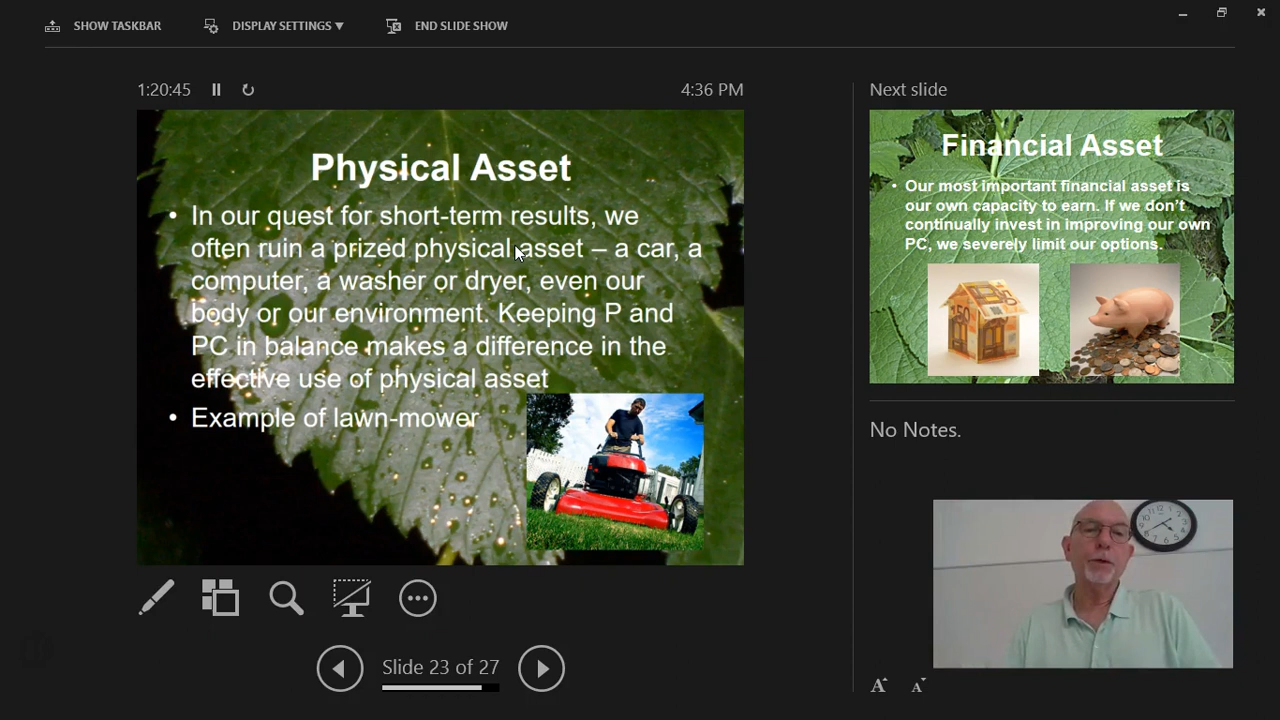 SHOW TASKBAR
DISPLAY SETTINGS ▼
END SLIDE SHOW
1:20:45
4:36 PM
Physical Asset
• In our quest for short-term results, we
often ruin a prized physical asset – a car, a
computer, a washer or dryer, even our
body or our environment. Keeping P and
PC in balance makes a difference in the
effective use of physical asset
• Example of lawn-mower
Slide 23 of 27
Next slide
Financial Asset
• Our most important financial asset is
our own capacity to earn. If we don't
continually invest in improving our own
PC, we severely limit our options.
No Notes.
A A